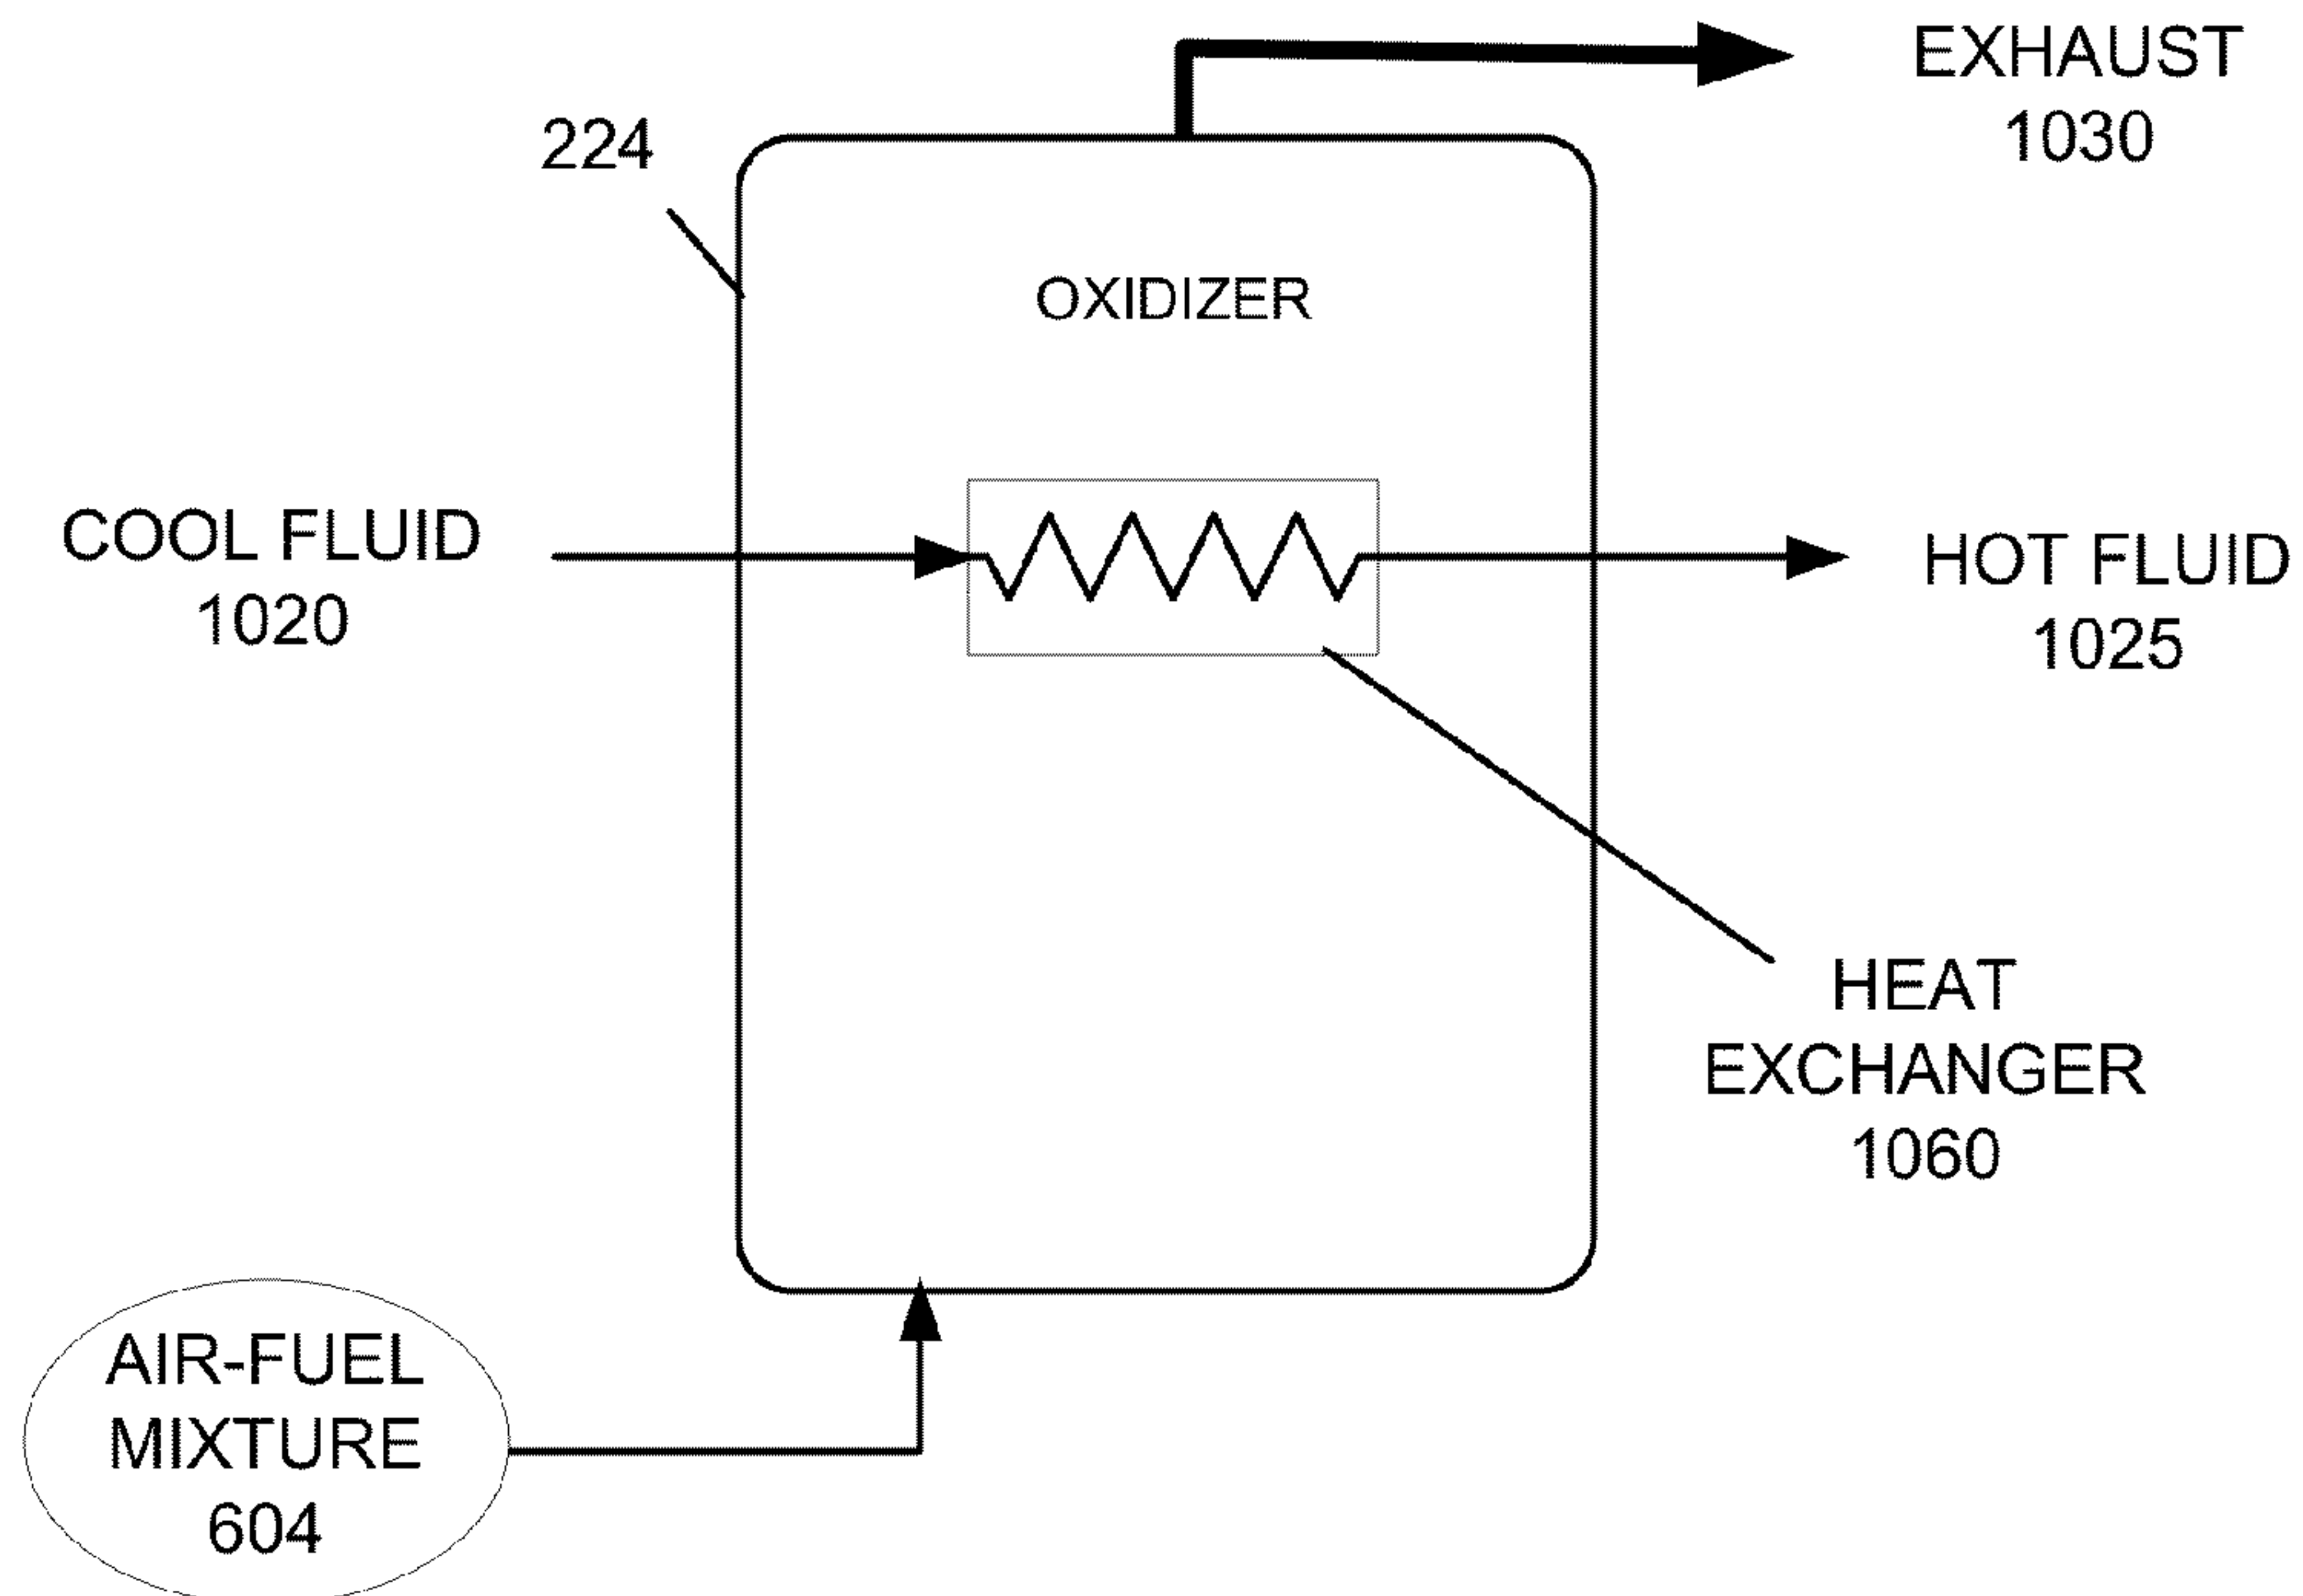 EXHAUST
1030
224
OXIDIZER
COOL FLUID
1020
HOT FLUID
1025
HEAT
EXCHANGER
1060
AIR-FUEL
MIXTURE
604